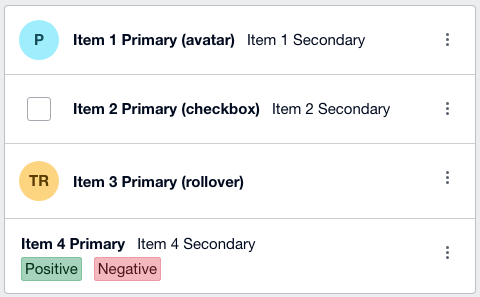 P Item 1 Primary (avatar) Item 1 Secondary
Item 2 Primary (checkbox) Item 2 Secondary
TR Item 3 Primary (rollover)
Item 4 Primary Item 4 Secondary
Positive Negative